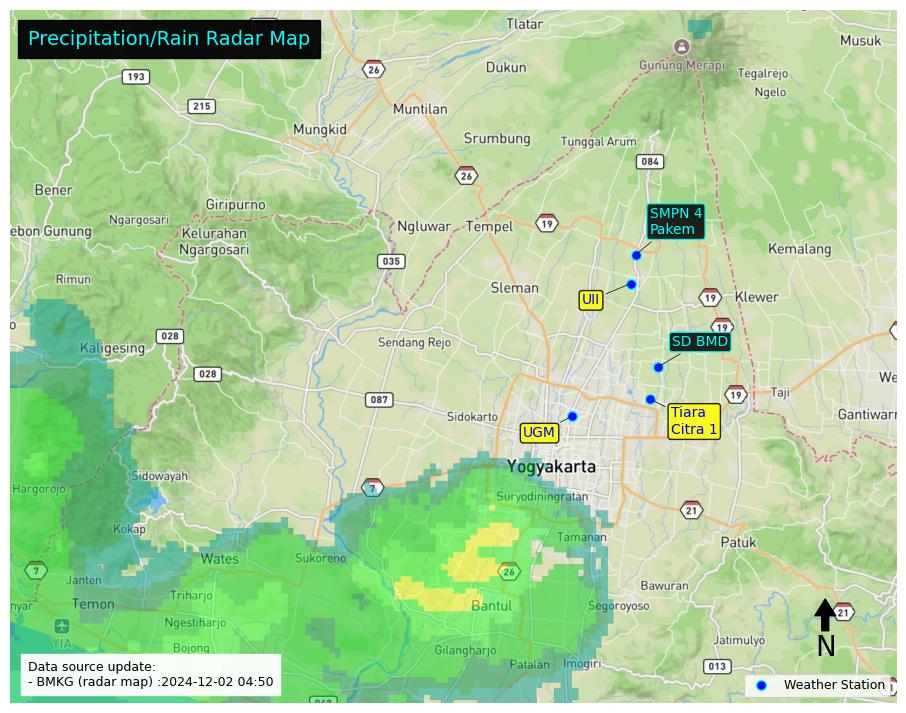 Precipitation/Rain Radar Map
Tlatar
Musuk
26
Gunung Merapi
193
Dukun
Tegalrejo
Ngelo
215
Muntilan
Mungkid
Srumbung
Tunggal Arum
084
26
Bener
Giripurno
SMPN 4
Pakem
Ngargosari
Ngluwar
Tempel
19
ebon Gunung
Kelurahan
Ngargosari
Kemalang
035
Rimun
Sleman
UII
19
Klewer
19
028
Kaligesing
Sendang Rejo
SD BMD
028
087
19
Taji
We
Sidokarto
Tiara
Citra 1
Gantiwarn
UGM
Yogyakarta
Sidowayah
7
Hargorojo
Suryodiningratan
21
Kokap
Tamanan
Patuk
Wates
Sukoreno
7
26
Janten
Bawuran
nyar
Temon
Triharjo
Bantul
Segoroyoso
21
Ngestiharjo
YIA
Bojong
Gilangharjo
Jatimulyo
N
Patalan
Imogiri
013
Data source update:
- BMKG (radar map) :2024-12-02 04:50
Weather Station